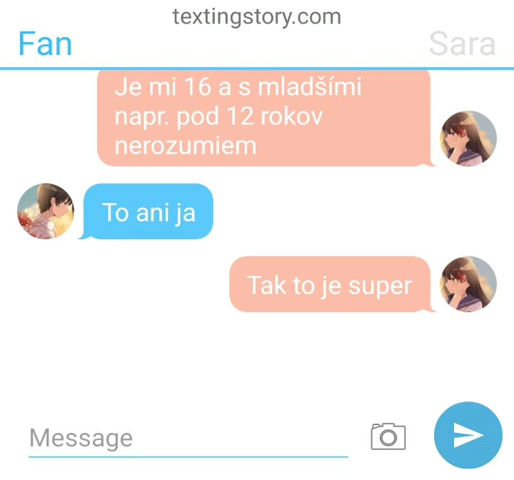 textingstory.com
Fan
Sara
Je mi 16 a s mladšími
napr. pod 12 rokov
nerozumiem
To ani ja
Tak to je super
Message